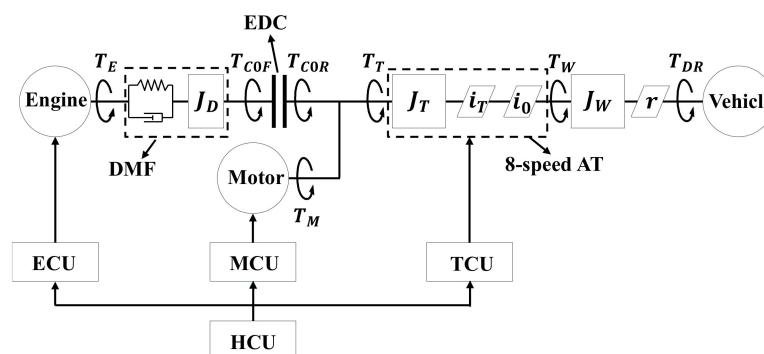 EDC
T_E
T_C0F
T_C0R
T_T
T_W
T_DR
Engine
J_D
J_T
i_T
i_0
J_W
r
Vehicl
DMF
Motor
8-speed AT
T_M
ECU
MCU
TCU
HCU